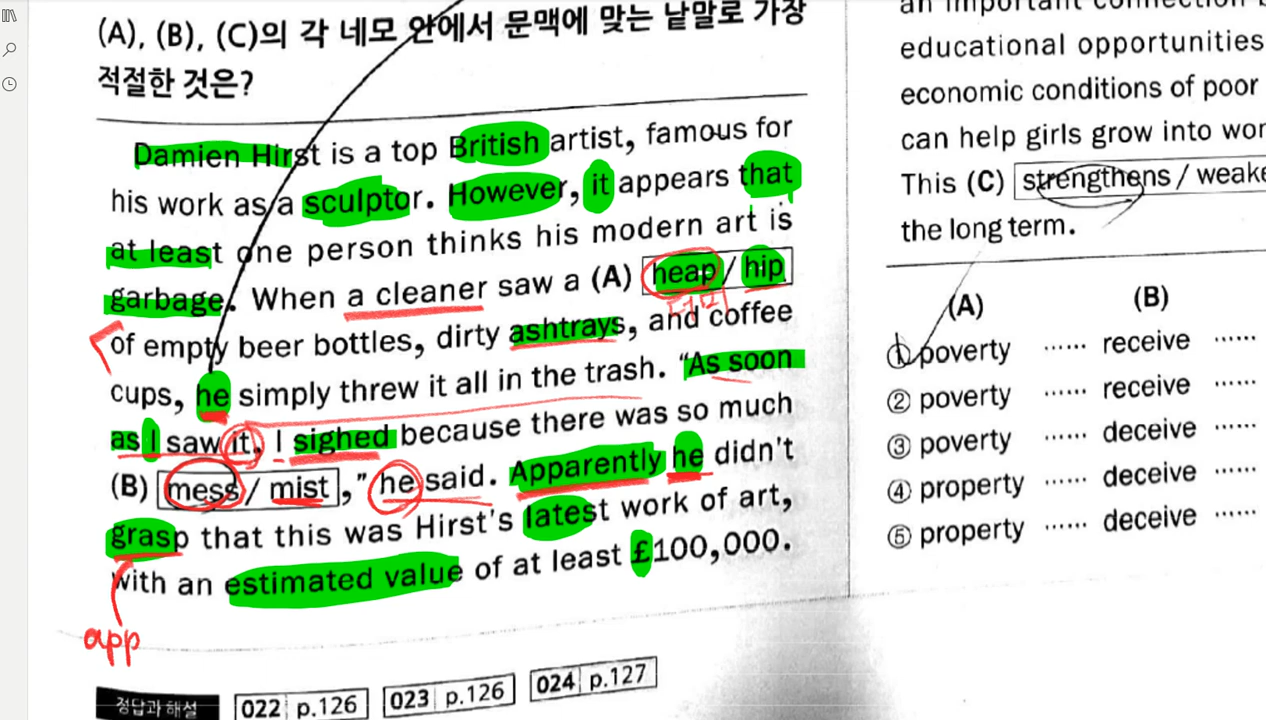 (A), (B), (C)의 각 네모 안에서 문맥에 맞는 낱말로 가장
적절한 것은?
Damien Hirst is a top British artist, famous for
his work as a sculptor. However, it appears that
at least one person thinks his modern art is
garbage. When a cleaner saw a (A) heap / hip
of empty beer bottles, dirty ashtrays, and coffee
cups, he simply threw it all in the trash. "As soon
as I saw it, I sighed because there was so much
(B) mess / mist," he said. Apparently he didn't
grasp that this was Hirst's latest work of art,
with an estimated value of at least £100,000.
app
정답과 해설 022 p.126 023 p.126 024 p.127
an important connection
educational opportunities
economic conditions of poor
can help girls grow into
This (C) strengthens /
the long term.
(A) (B)
① poverty ...... receive ......
② poverty ...... receive ......
③ poverty ...... deceive ......
④ property ...... deceive ......
⑤ property ...... deceive ......